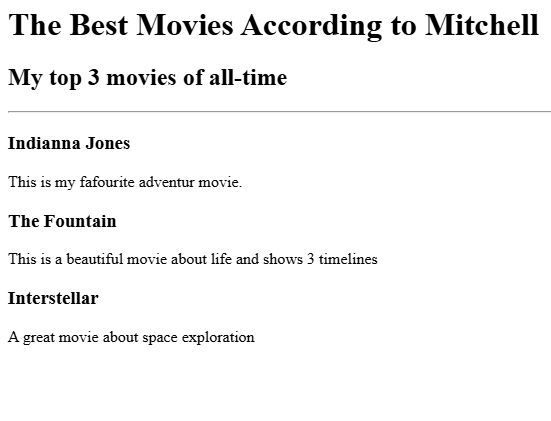 The Best Movies According to Mitchell
My top 3 movies of all-time
Indianna Jones
This is my fafourite adventur movie.
The Fountain
This is a beautiful movie about life and shows 3 timelines
Interstellar
A great movie about space exploration